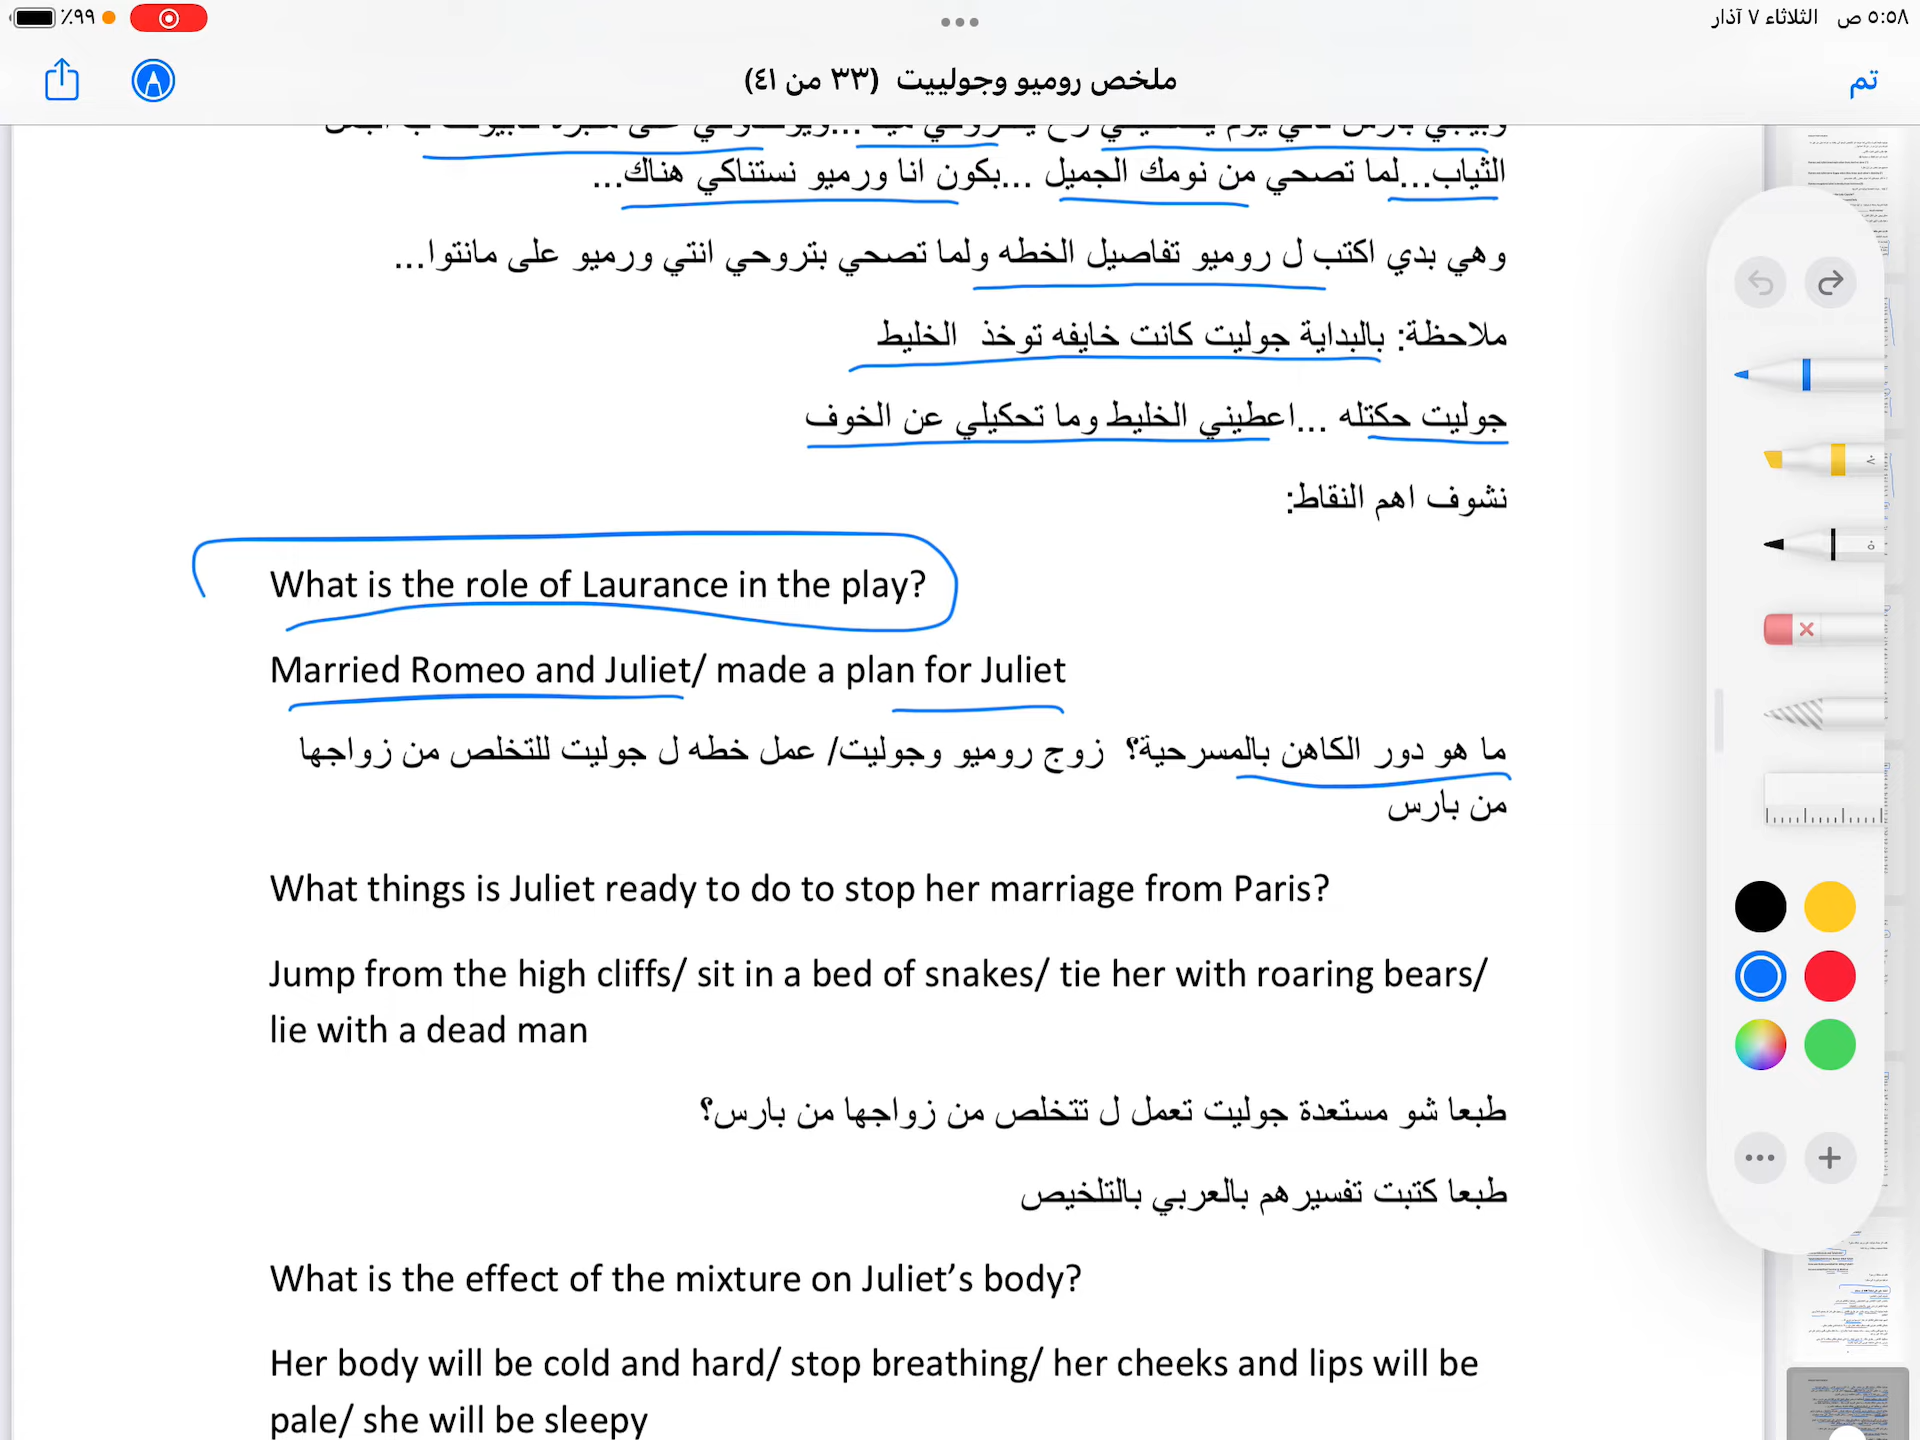 ٪٩٩
٥:٥٨ ص الثلاثاء ٧ آذار
ملخص روميو وجولييت (٣٣ من ٤١)
تم
الثياب...لما تصحي من نومك الجميل ...بكون انا ورميو نستناكي هناك...
وهي بدي اكتب ل روميو تفاصيل الخطه ولما تصحي بتروحي انتي ورميو على مانتوا...
ملاحظة: بالبداية جوليت كانت خايفه توخذ الخليط
جوليت حكتله ...اعطيني الخليط وما تحكيلي عن الخوف
نشوف اهم النقاط:
What is the role of Laurance in the play?
Married Romeo and Juliet/ made a plan for Juliet
ما هو دور الكاهن بالمسرحية؟ زوج روميو وجوليت/ عمل خطه ل جوليت للتخلص من زواجها
من بارس
What things is Juliet ready to do to stop her marriage from Paris?
Jump from the high cliffs/ sit in a bed of snakes/ tie her with roaring bears/
lie with a dead man
طبعا شو مستعدة جوليت تعمل ل تتخلص من زواجها من بارس؟
طبعا كتبت تفسيرهم بالعربي بالتلخيص
What is the effect of the mixture on Juliet’s body?
Her body will be cold and hard/ stop breathing/ her cheeks and lips will be
pale/ she will be sleepy